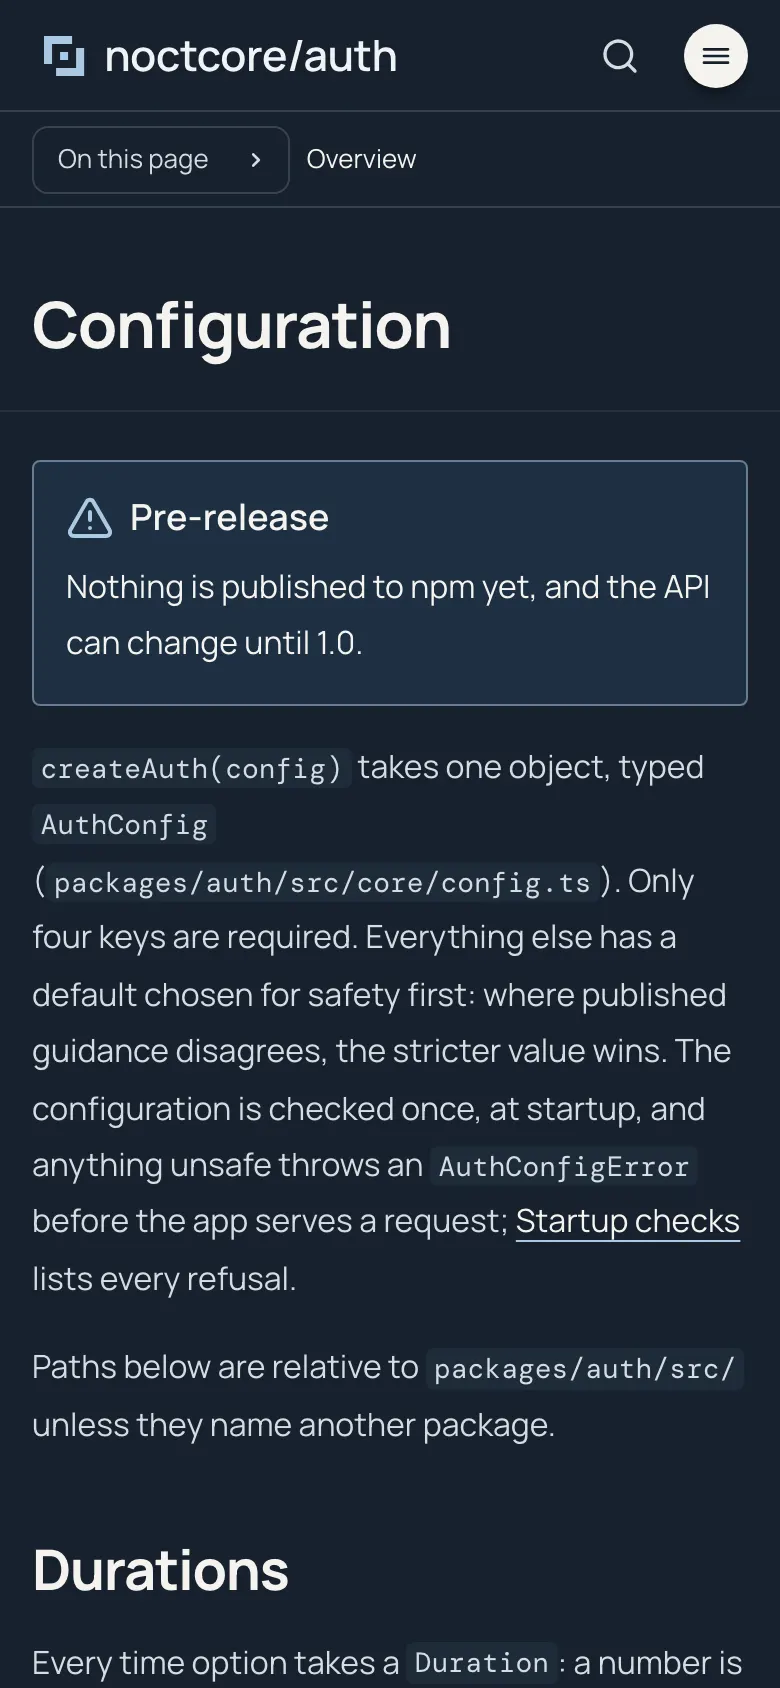 noctcore/auth
On this page
Overview
Configuration
Pre-release
Nothing is published to npm yet, and the API
can change until 1.0.
createAuth(config) takes one object, typed
AuthConfig
(packages/auth/src/core/config.ts). Only
four keys are required. Everything else has a
default chosen for safety first: where published
guidance disagrees, the stricter value wins. The
configuration is checked once, at startup, and
anything unsafe throws an AuthConfigError
before the app serves a request; Startup checks
lists every refusal.
Paths below are relative to packages/auth/src/
unless they name another package.
Durations
Every time option takes a Duration: a number is